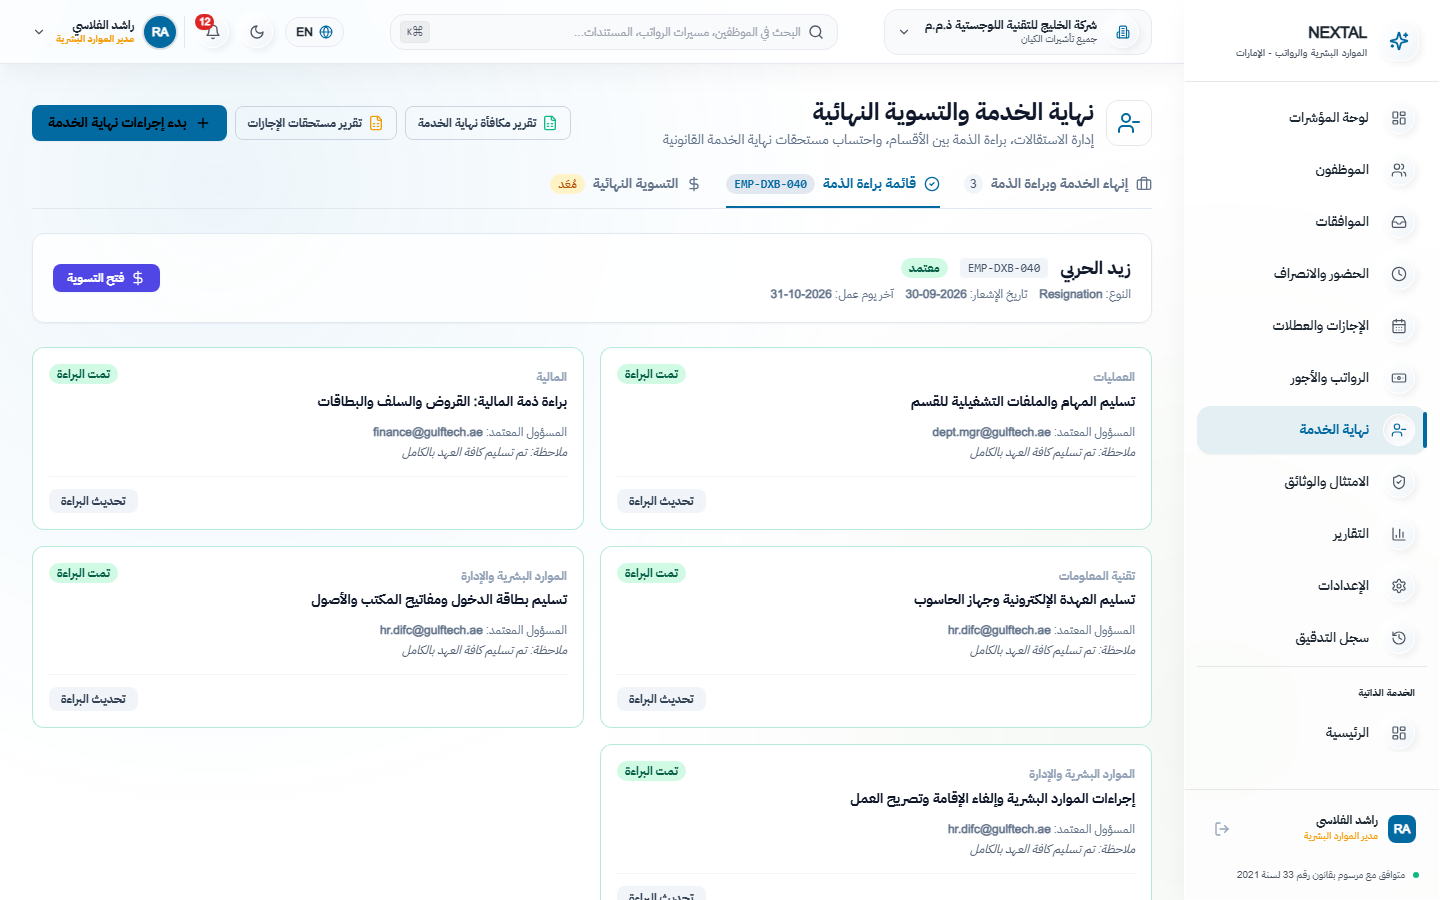 NEXTAL
الموارد البشرية والرواتب - الإمارات
لوحة المؤشرات
الموظفون
الموافقات
الحضور والانصراف
الإجازات والعطلات
الرواتب والأجور
نهاية الخدمة
الامتثال والوثائق
التقارير
الإعدادات
سجل التدقيق
الخدمة الذاتية
الرئيسية
RA
راشد الفلاسي
مدير الموارد البشرية
متوافق مع مرسوم بقانون رقم 33 لسنة 2021
شركة الخليج للتقنية اللوجستية ذ.م.م
جميع تأشيرات الكيان
البحث في الموظفين، مسيرات الرواتب، المستندات...
⌘K
EN
12
RA
راشد الفلاسي
مدير الموارد البشرية
نهاية الخدمة والتسوية النهائية
إدارة الاستقالات، براءة الذمة بين الأقسام، واحتساب مستحقات نهاية الخدمة القانونية
تقرير مكافأة نهاية الخدمة
تقرير مستحقات الإجازات
بدء إجراءات نهاية الخدمة
إنهاء الخدمة وبراءة الذمة 3
قائمة براءة الذمة EMP-DXB-040
التسوية النهائية مُعَد
زيد الحربي EMP-DXB-040 معتمد
النوع: Resignation تاريخ الإشعار: 30-09-2026 آخر يوم عمل: 31-10-2026
فتح التسوية
العمليات
تمت البراءة
تسليم المهام والملفات التشغيلية للقسم
المسؤول المعتمد: dept.mgr@gulftech.ae
ملاحظة: تم تسليم كافة العهد بالكامل
تحديث البراءة
المالية
تمت البراءة
براءة ذمة المالية: القروض والسلف والبطاقات
المسؤول المعتمد: finance@gulftech.ae
ملاحظة: تم تسليم كافة العهد بالكامل
تحديث البراءة
تقنية المعلومات
تمت البراءة
تسليم العهدة الإلكترونية وجهاز الحاسوب
المسؤول المعتمد: hr.difc@gulftech.ae
ملاحظة: تم تسليم كافة العهد بالكامل
تحديث البراءة
الموارد البشرية والإدارة
تمت البراءة
تسليم بطاقة الدخول ومفاتيح المكتب والأصول
المسؤول المعتمد: hr.difc@gulftech.ae
ملاحظة: تم تسليم كافة العهد بالكامل
تحديث البراءة
الموارد البشرية والإدارة
تمت البراءة
إجراءات الموارد البشرية وإلغاء الإقامة وتصريح العمل
المسؤول المعتمد: hr.difc@gulftech.ae
ملاحظة: تم تسليم كافة العهد بالكامل
تحديث البراءة